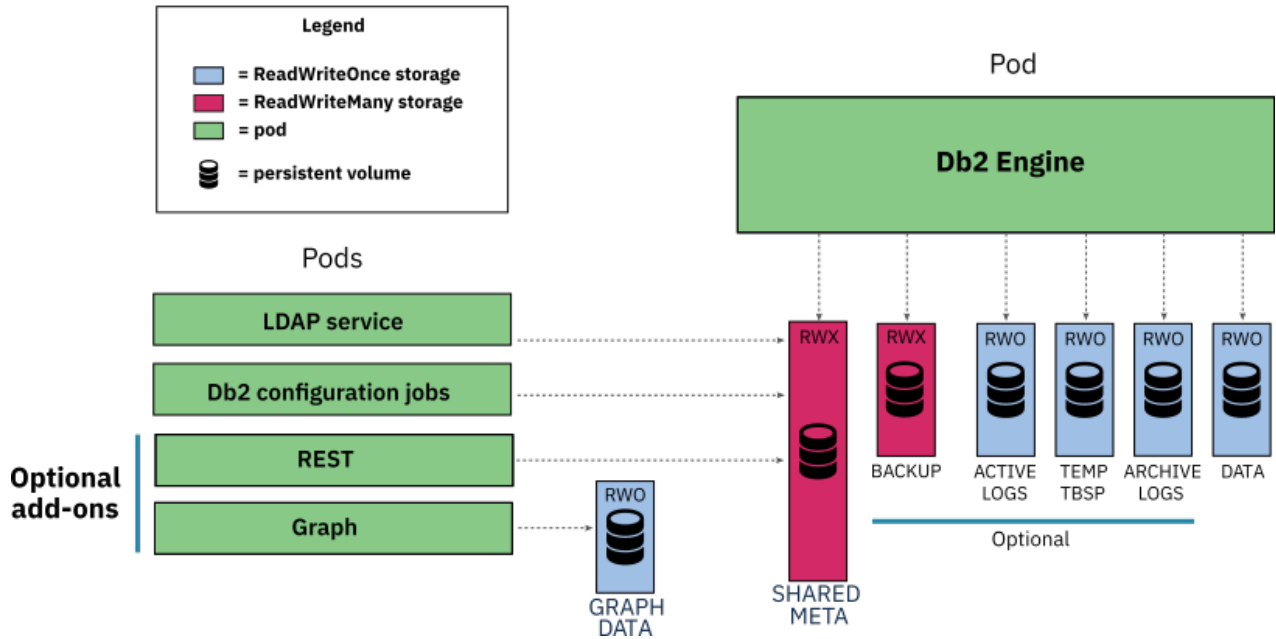 Legend
= ReadWriteOnce storage
= ReadWriteMany storage
= pod
= persistent volume
Pod
Db2 Engine
Pods
LDAP service
Db2 configuration jobs
REST
Graph
Optional
add-ons
RWO
GRAPH
DATA
RWX
SHARED
META
RWX
BACKUP
RWO
ACTIVE
LOGS
RWO
TEMP
TBSP
RWO
ARCHIVE
LOGS
RWO
DATA
Optional